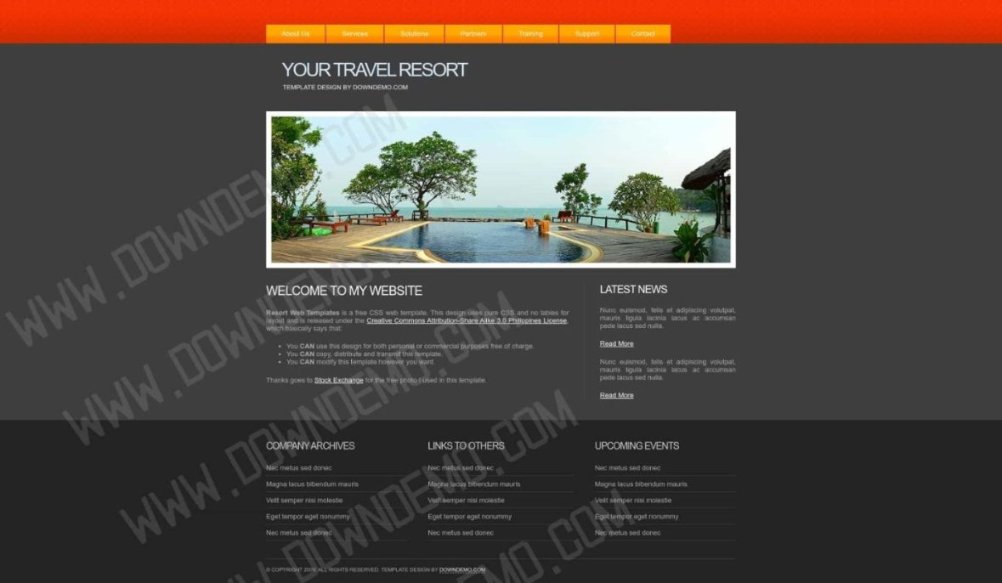 About Us Services Solutions Partners Training Support Contact
YOUR TRAVEL RESORT
TEMPLATE DESIGN BY DOWNDEMO.COM
WELCOME TO MY WEBSITE
Resort Web Templates is a free CSS web template. This design uses pure CSS and no tables for
layout and is released under the Creative Commons Attribution-Share Alike 3.0 Philippines License,
which basically says that:
You CAN use this design for both personal or commercial purposes free of charge.
You CAN copy, distribute and transmit this template.
You CAN modify this template however you want.
Thanks goes to Stock Exchange for the free photo I used in this template.
LATEST NEWS
Nunc euismod, felis et adipiscing volutpat,
mauris ligula lacinia lacus ac accumsan
pede lacus sed nulla.
Read More
Nunc euismod, felis et adipiscing volutpat,
mauris ligula lacinia lacus ac accumsan
pede lacus sed nulla.
Read More
COMPANY ARCHIVES
Nec metus sed donec
Magna lacus bibendum mauris
Velit semper nisi molestie
Eget tempor eget nonummy
Nec metus sed donec
LINKS TO OTHERS
Nec metus sed donec
Magna lacus bibendum mauris
Velit semper nisi molestie
Eget tempor eget nonummy
Nec metus sed donec
UPCOMING EVENTS
Nec metus sed donec
Magna lacus bibendum mauris
Velit semper nisi molestie
Eget tempor eget nonummy
Nec metus sed donec
ALL RIGHTS RESERVED. TEMPLATE DESIGN BY DOWNDEMO.COM
WWW.DOWNDEMO.COM
WWW.DOWNDEMO.COM
WWW.DOWNDEMO.COM
WWW.DOWNDEMO.COM